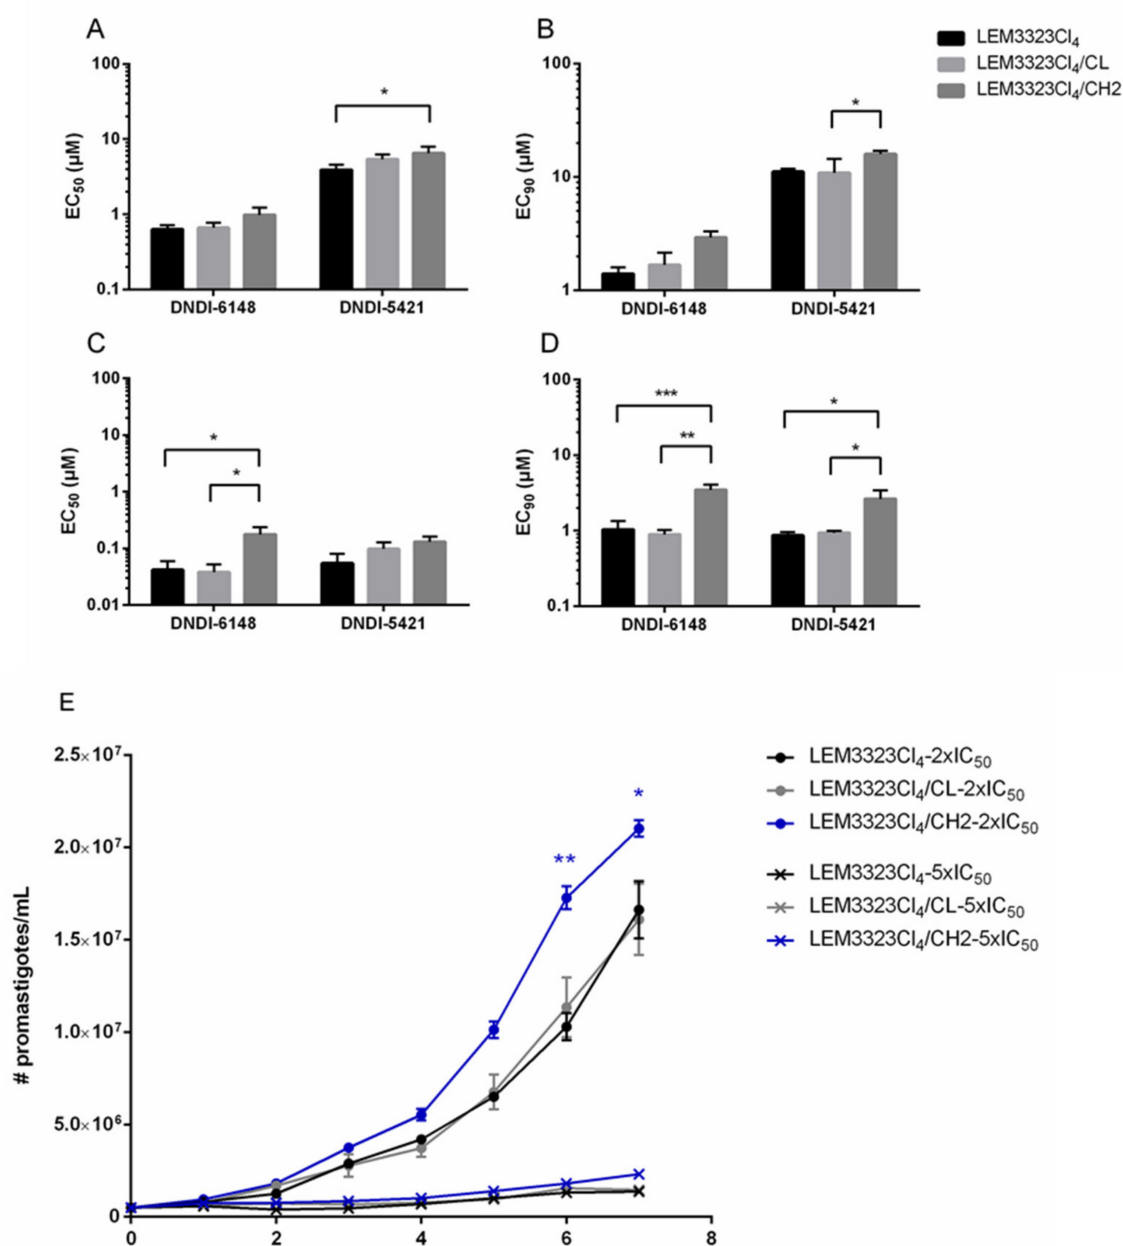 A
100
10
1
0.1
EC50 (µM)
*
DNDI-6148
DNDI-5421
B
100
10
1
EC90 (µM)
*
DNDI-6148
DNDI-5421
LEM3323Cl4
LEM3323Cl4/CL
LEM3323Cl4/CH2
C
100
10
1
0.1
0.01
EC50 (µM)
*
*
DNDI-6148
DNDI-5421
D
100
10
1
0.1
EC90 (µM)
***
**
*
*
DNDI-6148
DNDI-5421
E
2.5×10^7
2.0×10^7
1.5×10^7
1.0×10^7
5.0×10^6
0
# promastigotes/mL
**
*
0 2 4 6 8
LEM3323Cl4-2xIC50
LEM3323Cl4/CL-2xIC50
LEM3323Cl4/CH2-2xIC50
LEM3323Cl4-5xIC50
LEM3323Cl4/CL-5xIC50
LEM3323Cl4/CH2-5xIC50